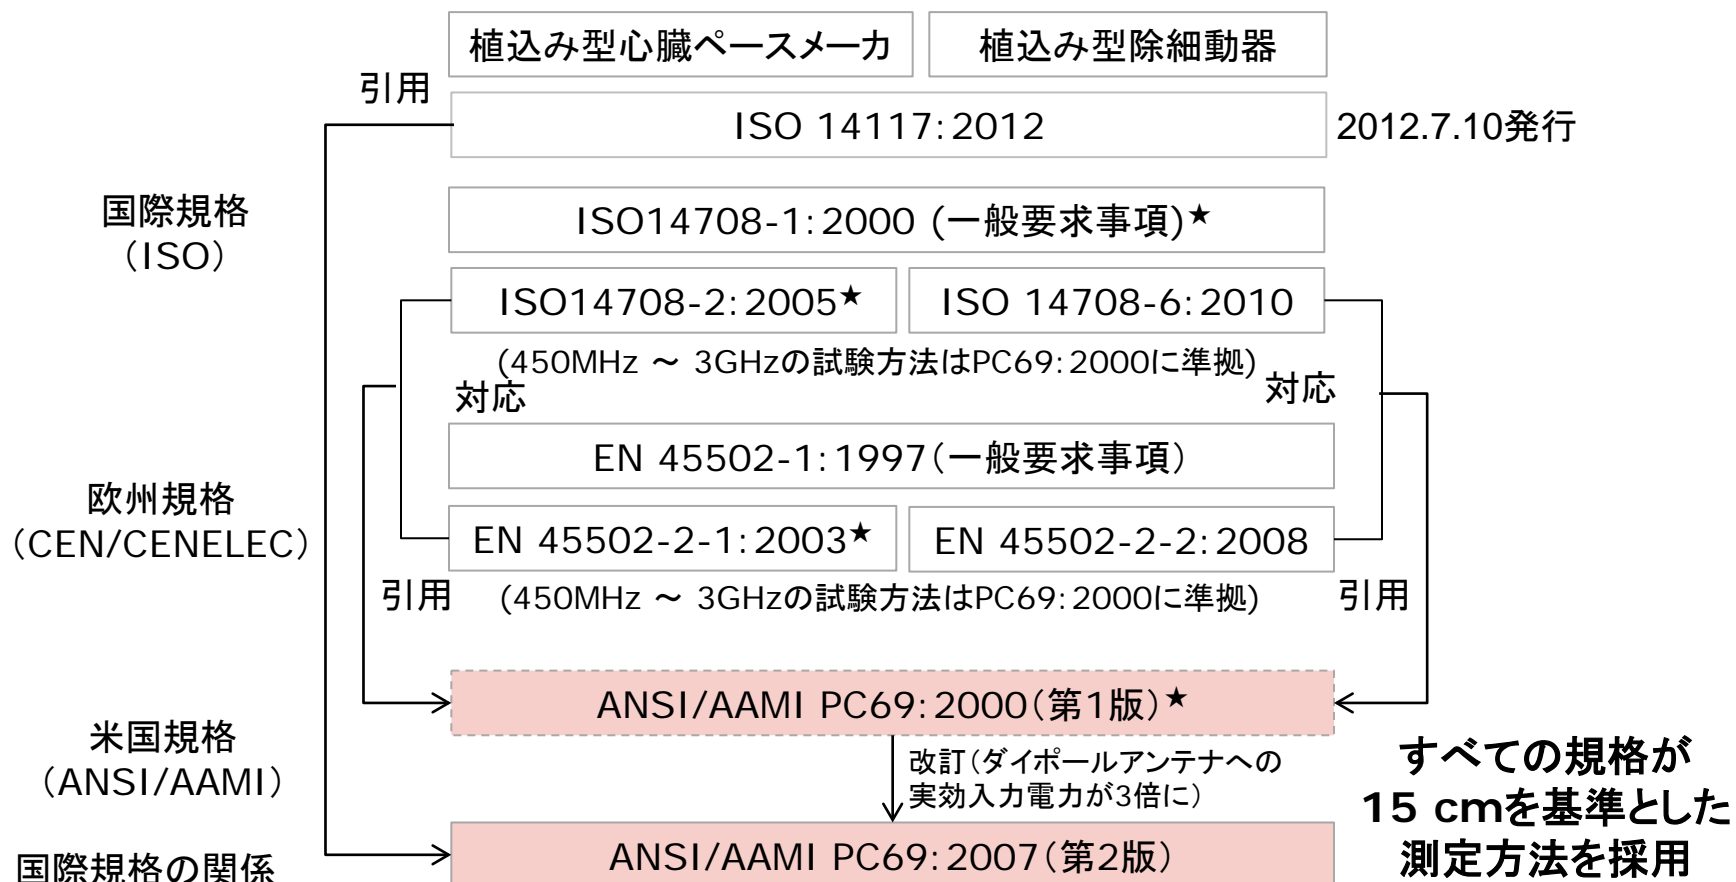 植込み型心臓ペースメーカ
植込み型除細動器
引用
ISO 14117:2012
2012.7.10発行
国際規格
（ISO）
ISO14708-1:2000 (一般要求事項)★
ISO14708-2:2005★
ISO 14708-6:2010
(450MHz ～ 3GHzの試験方法はPC69:2000に準拠)
対応
対応
EN 45502-1:1997（一般要求事項）
欧州規格
（CEN/CENELEC）
EN 45502-2-1:2003★
EN 45502-2-2:2008
引用
(450MHz ～ 3GHzの試験方法はPC69:2000に準拠)
引用
ANSI/AAMI PC69:2000（第1版）★
米国規格
（ANSI/AAMI）
改訂（ダイポールアンテナへの
実効入力電力が3倍に）
すべての規格が
15 cmを基準とした
測定方法を採用
ANSI/AAMI PC69:2007（第2版）
国際規格の関係